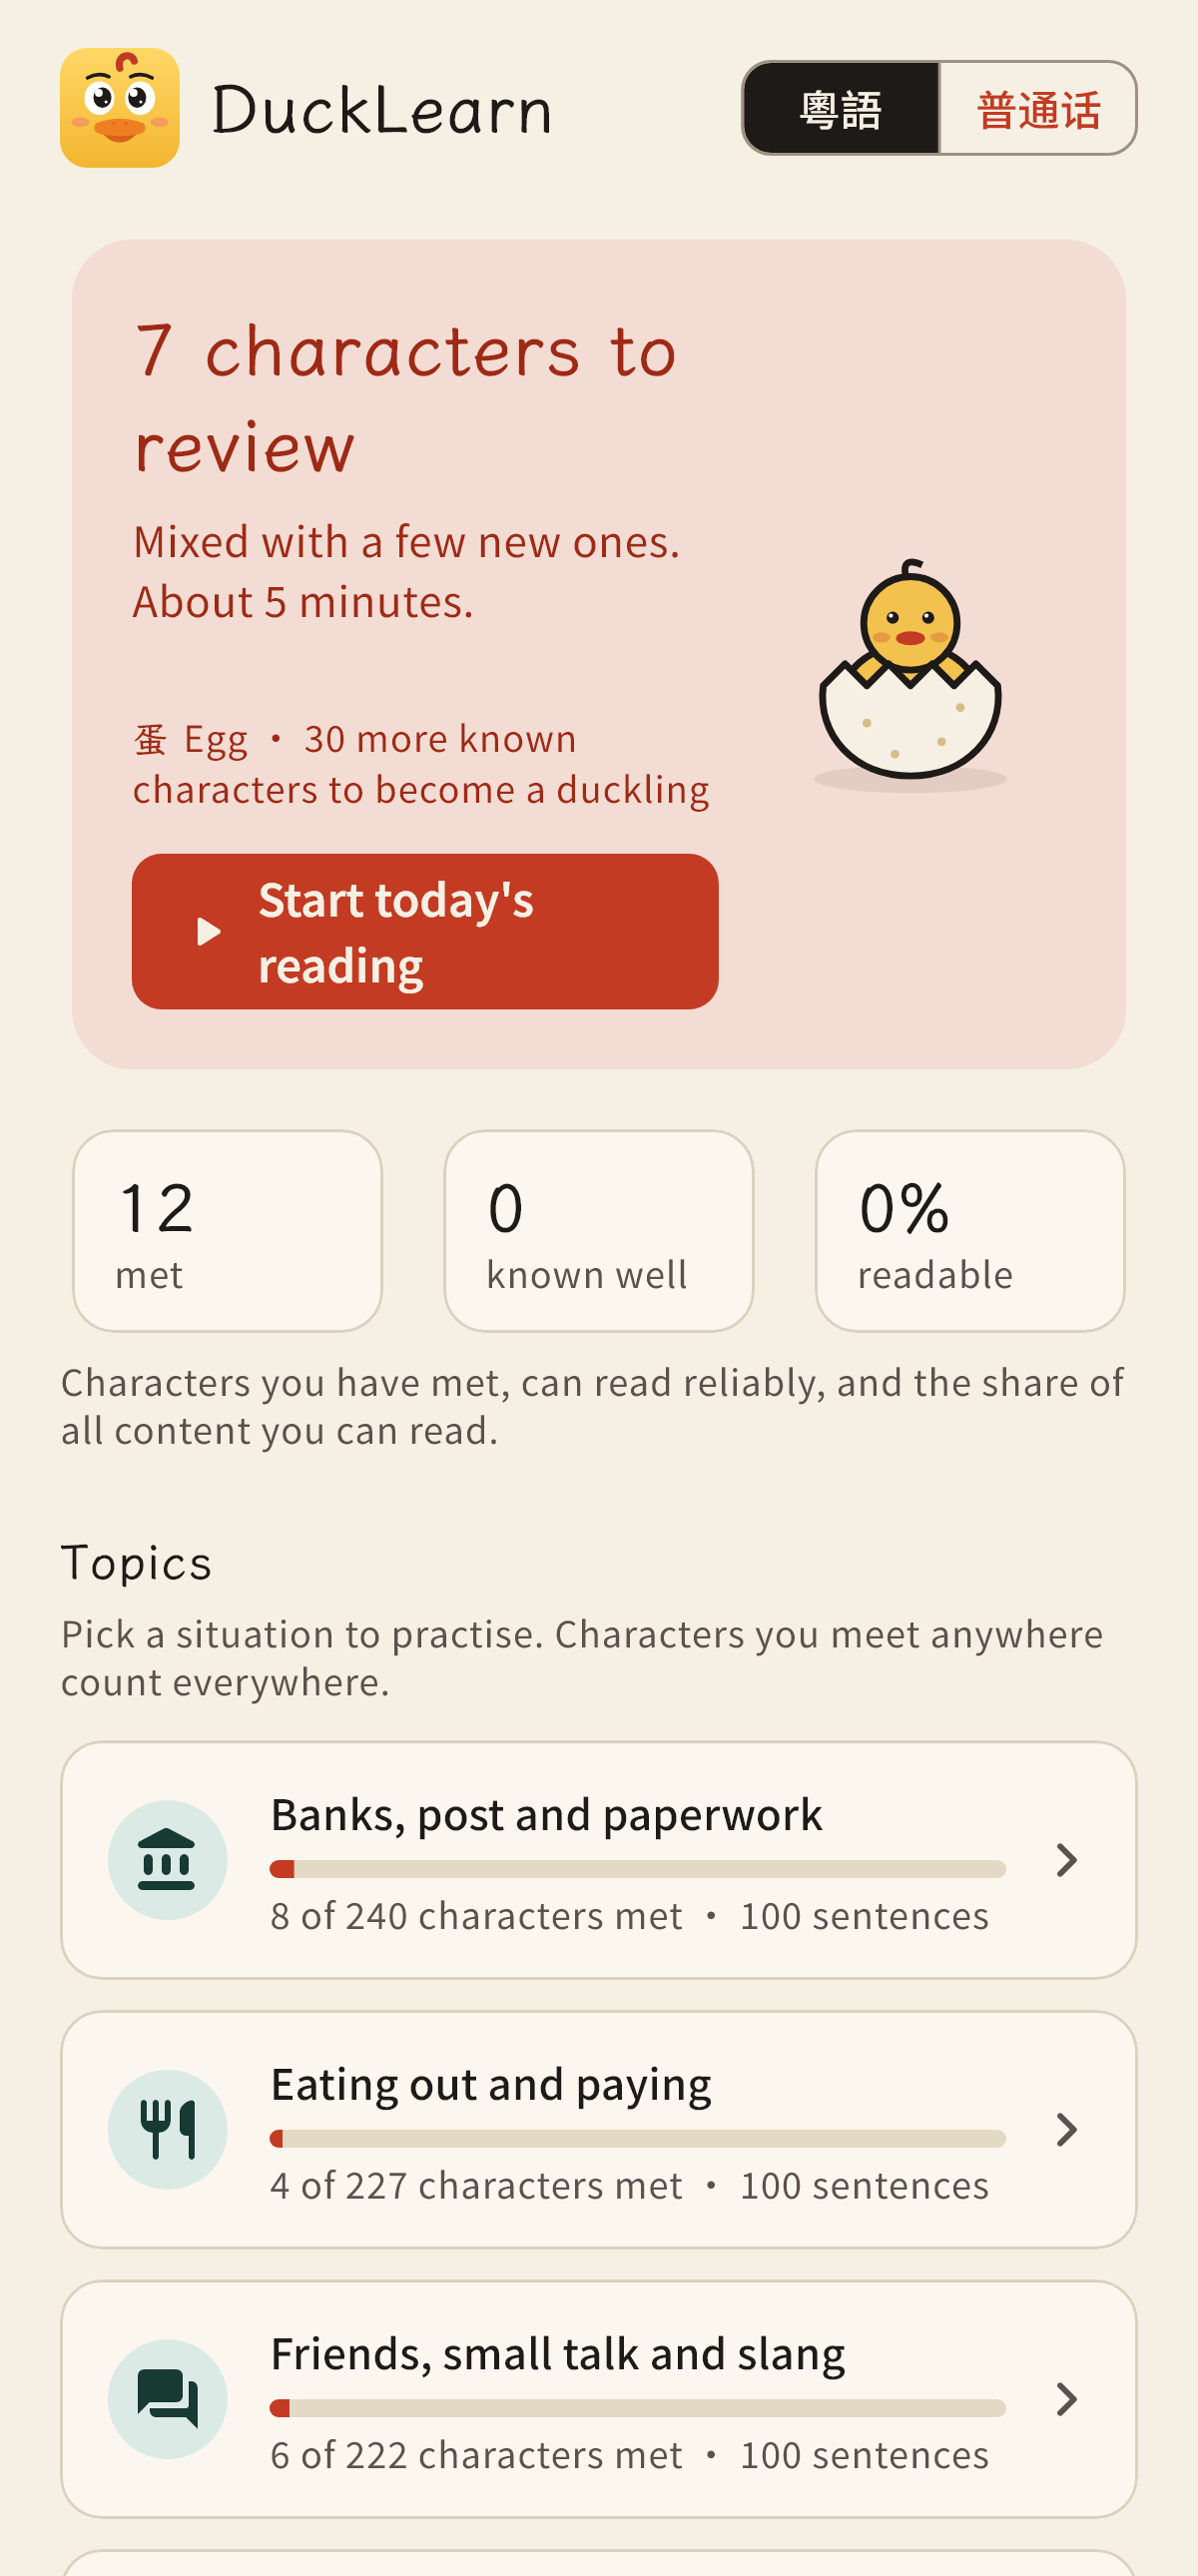 DuckLearn
粵語
普通话
7 characters to
review
Mixed with a few new ones.
About 5 minutes.
蛋 Egg · 30 more known
characters to become a duckling
Start today's
reading
12
met
0
known well
0%
readable
Characters you have met, can read reliably, and the share of
all content you can read.
Topics
Pick a situation to practise. Characters you meet anywhere
count everywhere.
Banks, post and paperwork
8 of 240 characters met · 100 sentences
Eating out and paying
4 of 227 characters met · 100 sentences
Friends, small talk and slang
6 of 222 characters met · 100 sentences